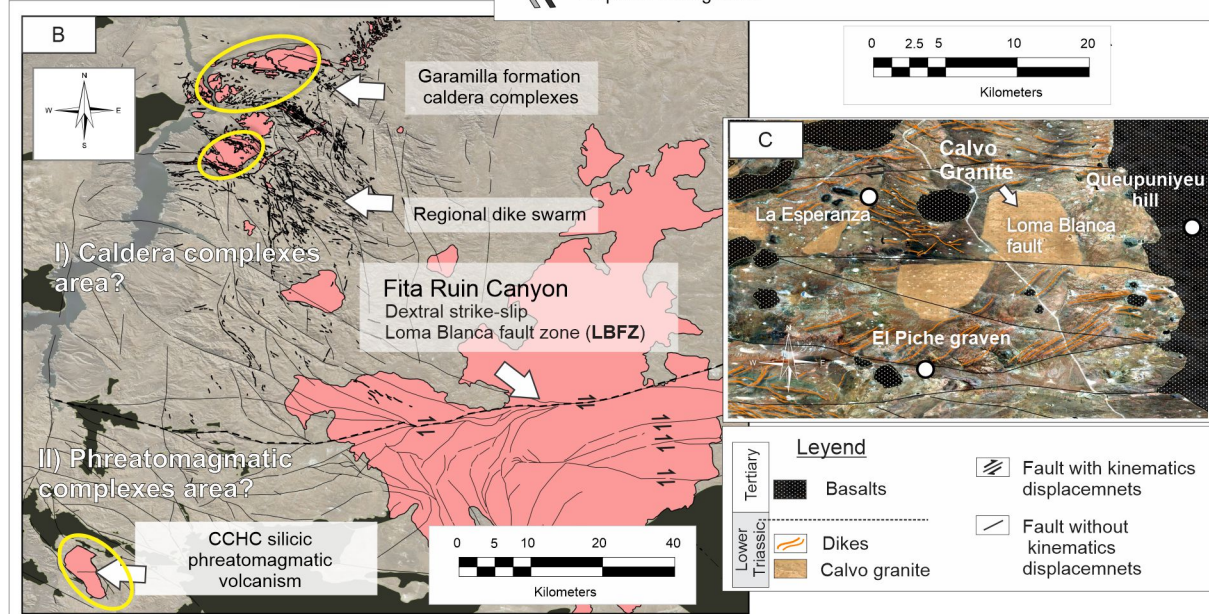 B
N
W
E
S
Garamilla formation
caldera complexes
Regional dike swarm
I) Caldera complexes
area?
Fita Ruin Canyon
Dextral strike-slip
Loma Blanca fault zone (LBFZ)
II) Phreatomagmatic
complexes area?
CCHC silicic
phreatomagmatic
volcanism
0 5 10 20 40
Kilometers
0 2.5 5 10 20
Kilometers
C
Calvo
Granite
Queupuniyeu
hill
La Esperanza
Loma Blanca
fault
El Piche graven
Leyend
Tertiary
Basalts
Lower
Triassic
Dikes
Calvo granite
Fault with kinematics
displacemnets
Fault without
kinematics
displacemnets